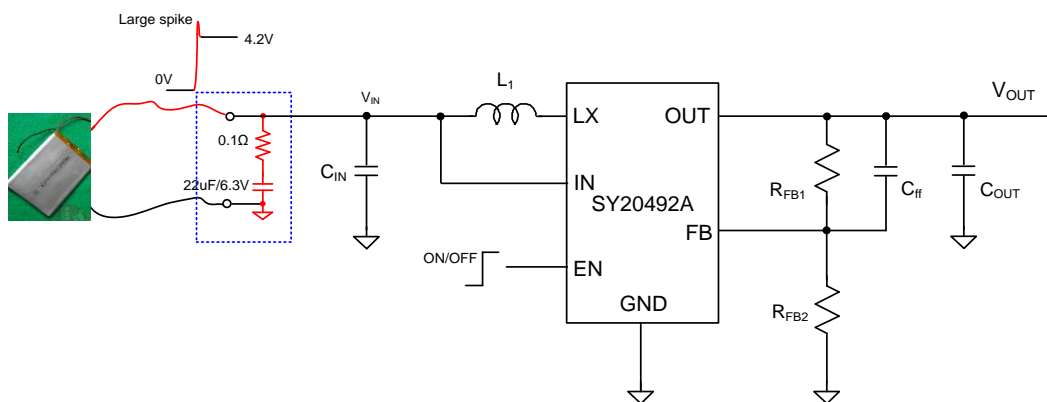 Large spike
4.2V
0V
V_IN
L₁
LX
OUT
V_OUT
0.1Ω
22uF/6.3V
C_IN
IN
SY20492A
R_FB1
C_ff
C_OUT
FB
ON/OFF
EN
GND
R_FB2